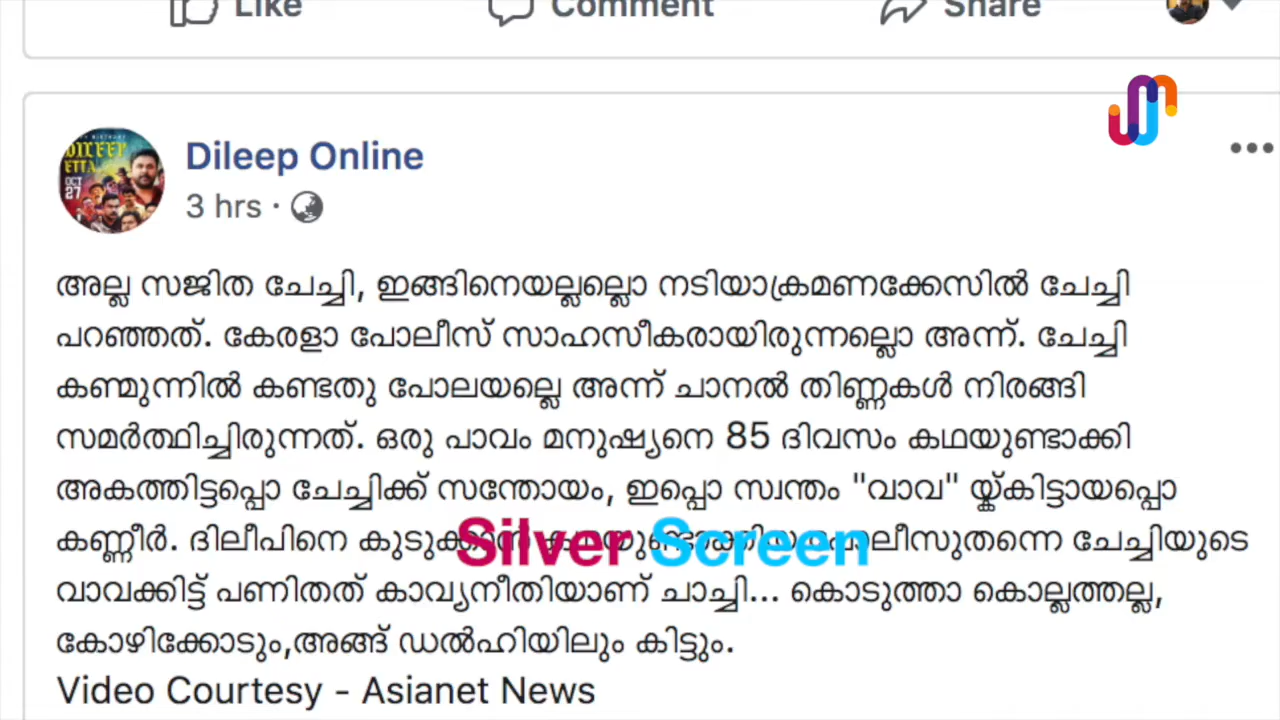 Like Comment Share
Dileep Online
3 hrs ·
അല്ല സജിത ചേച്ചി, ഇങ്ങിനെയല്ലല്ലൊ നടിയാക്രമണക്കേസിൽ ചേച്ചി
പറഞ്ഞത്. കേരളാ പോലീസ് സാഹസീകരായിരുന്നല്ലൊ അന്ന്. ചേച്ചി
കണ്മുന്നിൽ കണ്ടതു പോലയല്ലെ അന്ന് ചാനൽ തിണ്ണകൾ നിരങ്ങി
സമർത്ഥിച്ചിരുന്നത്. ഒരു പാവം മനുഷ്യനെ 85 ദിവസം കഥയുണ്ടാക്കി
അകത്തിട്ടപ്പൊ ചേച്ചിക്ക് സന്തോയം, ഇപ്പൊ സ്വന്തം "വാവ" യ്ക്കിട്ടായപ്പൊ
കണ്ണീർ. ദിലീപിനെ തന്നെ ചേച്ചിയുടെ
Silver Screen
വാവക്കിട്ട് പണിതത് കാവ്യനീതിയാണ് ചാച്ചി... കൊടുത്താ കൊല്ലത്തല്ല,
കോഴിക്കോടും,അങ്ങ് ഡൽഹിയിലും കിട്ടും.
Video Courtesy - Asianet News